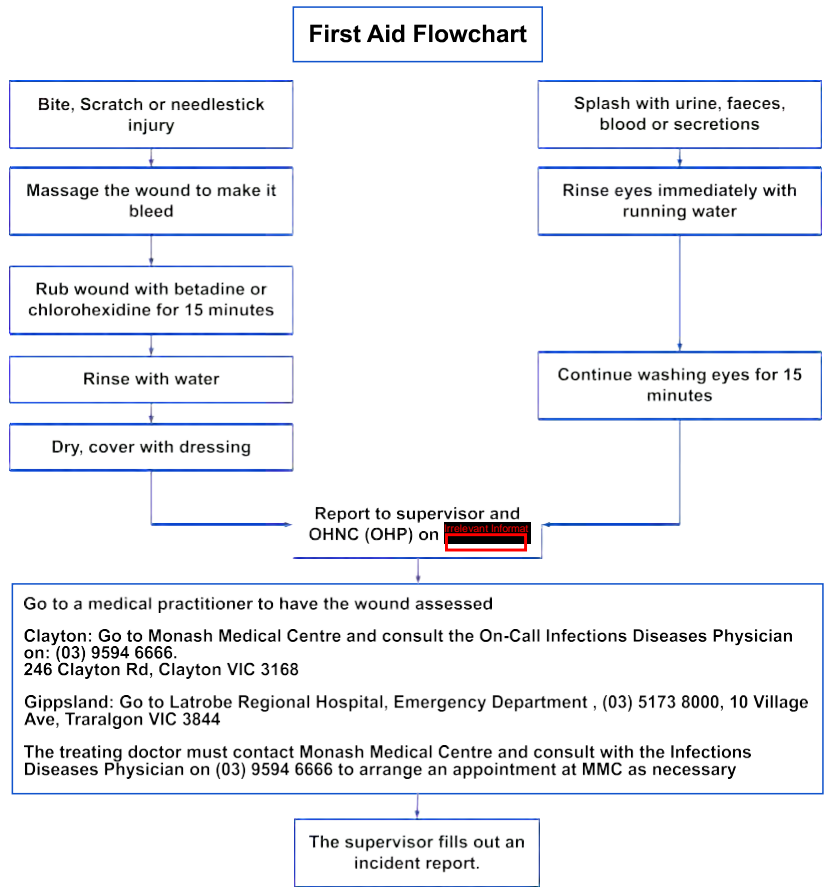 First Aid Flowchart
Bite, Scratch or needlestick
injury
Massage the wound to make it
bleed
Rub wound with betadine or
chlorohexidine for 15 minutes
Rinse with water
Dry, cover with dressing
Splash with urine, faeces,
blood or secretions
Rinse eyes immediately with
running water
Continue washing eyes for 15
minutes
Report to supervisor and
OHNC (OHP) on
Irrelevant Informat
Go to a medical practitioner to have the wound assessed
Clayton: Go to Monash Medical Centre and consult the On-Call Infections Diseases Physician
on: (03) 9594 6666.
246 Clayton Rd, Clayton VIC 3168
Gippsland: Go to Latrobe Regional Hospital, Emergency Department , (03) 5173 8000, 10 Village
Ave, Traralgon VIC 3844
The treating doctor must contact Monash Medical Centre and consult with the Infections
Diseases Physician on (03) 9594 6666 to arrange an appointment at MMC as necessary
The supervisor fills out an
incident report.